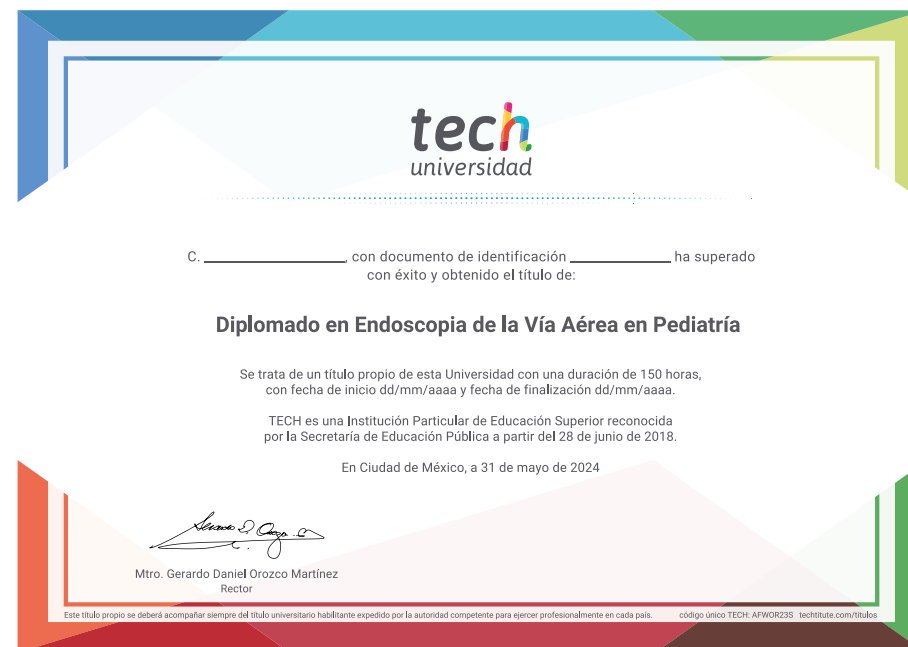 tech
universidad
C. ____________, con documento de identificación ____________ ha superado
con éxito y obtenido el título de:
Diplomado en Endoscopia de la Vía Aérea en Pediatría
Se trata de un título propio de esta Universidad con una duración de 150 horas,
con fecha de inicio dd/mm/aaaa y fecha de finalización dd/mm/aaaa.
TECH es una Institución Particular de Educación Superior reconocida
por la Secretaría de Educación Pública a partir del 28 de junio de 2018.
En Ciudad de México, a 31 de mayo de 2024
Mtro. Gerardo Daniel Orozco Martínez
Rector
Este título propio se deberá acompañar siempre del título universitario habilitante expedido por la autoridad competente para ejercer profesionalmente en cada país. código único TECH: AFWOR23S techtitute.com/titulos